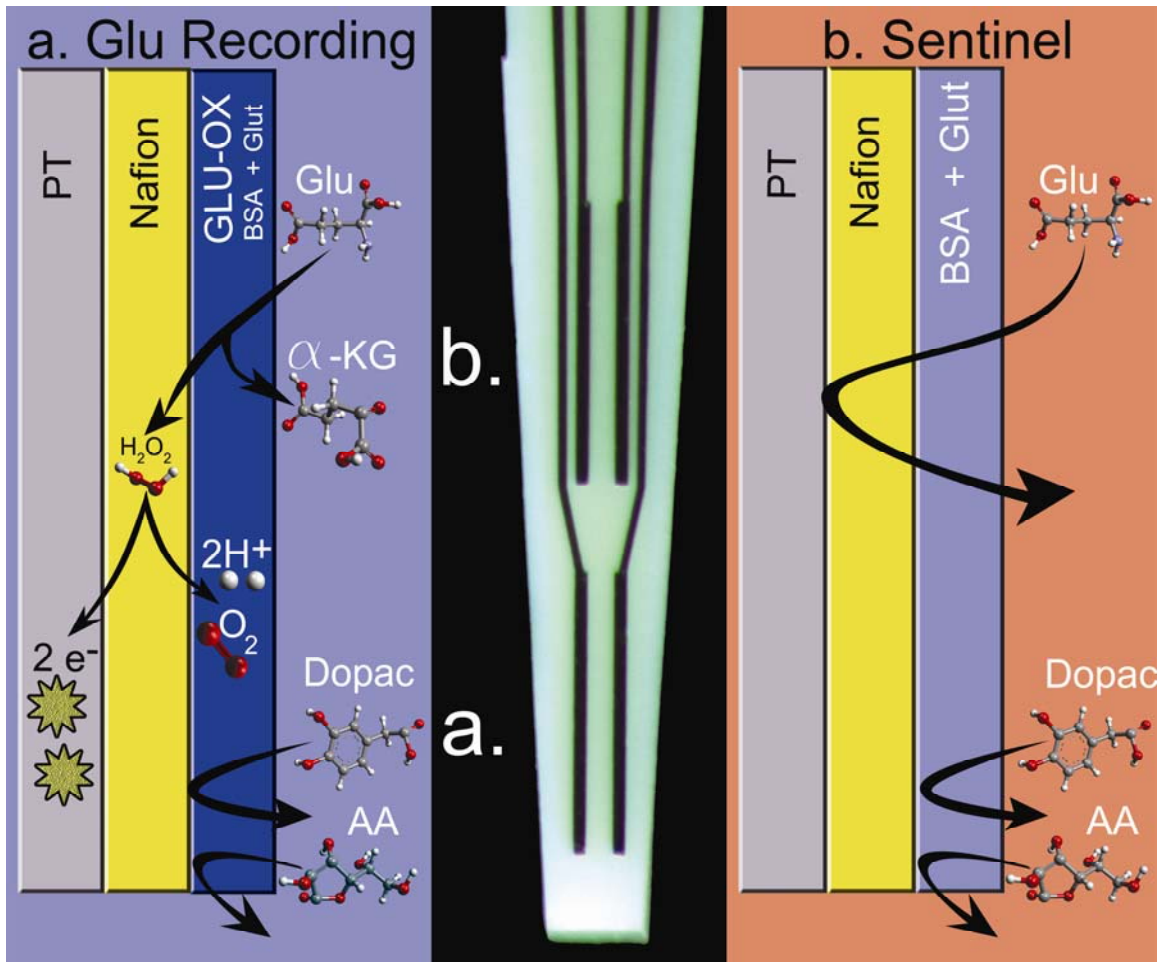 a. Glu Recording
PT
Nafion
GLU-OX
BSA + Glut
Glu
α-KG
H₂O₂
2H+
O₂
2 e-
Dopac
AA
b.
a.
b. Sentinel
PT
Nafion
BSA + Glut
Glu
Dopac
AA